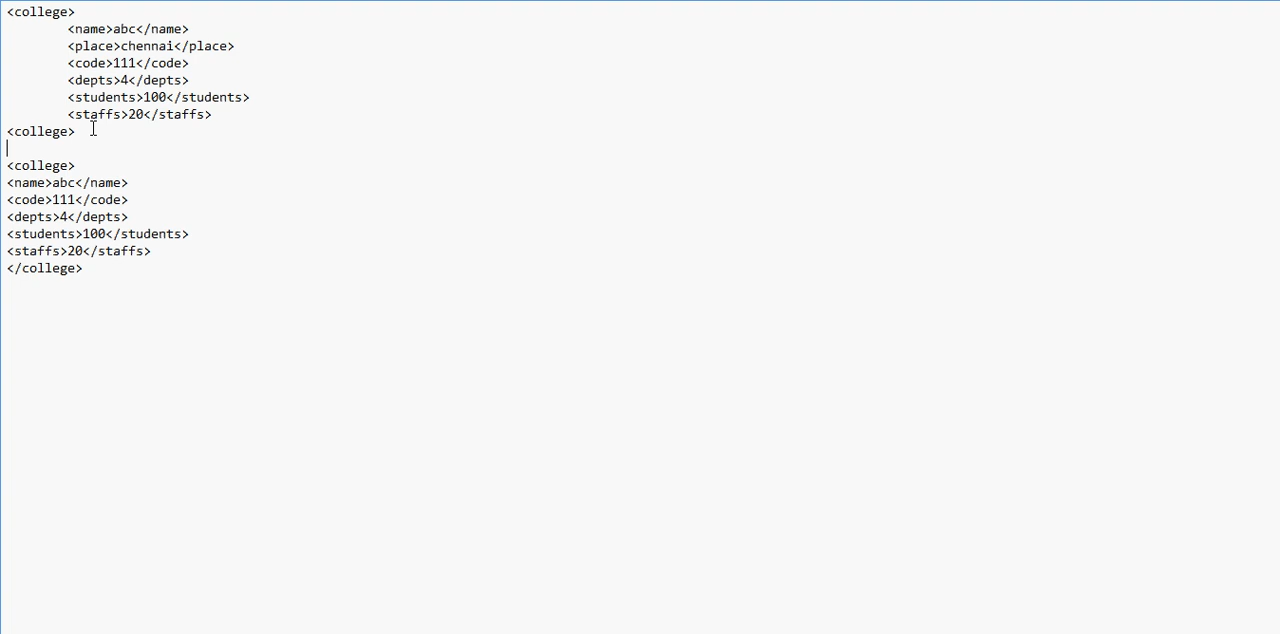 <college>
<name>abc</name>
<place>chennai</place>
<code>111</code>
<depts>4</depts>
<students>100</students>
<staffs>20</staffs>
<college>
<college>
<name>abc</name>
<code>111</code>
<depts>4</depts>
<students>100</students>
<staffs>20</staffs>
</college>